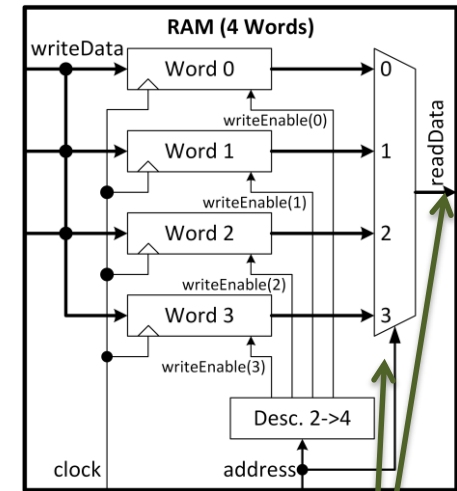 RAM (4 Words)
writeData
Word 0
0
writeEnable(0)
Word 1
1
readData
writeEnable(1)
Word 2
2
writeEnable(2)
Word 3
3
writeEnable(3)
Desc. 2->4
clock
address